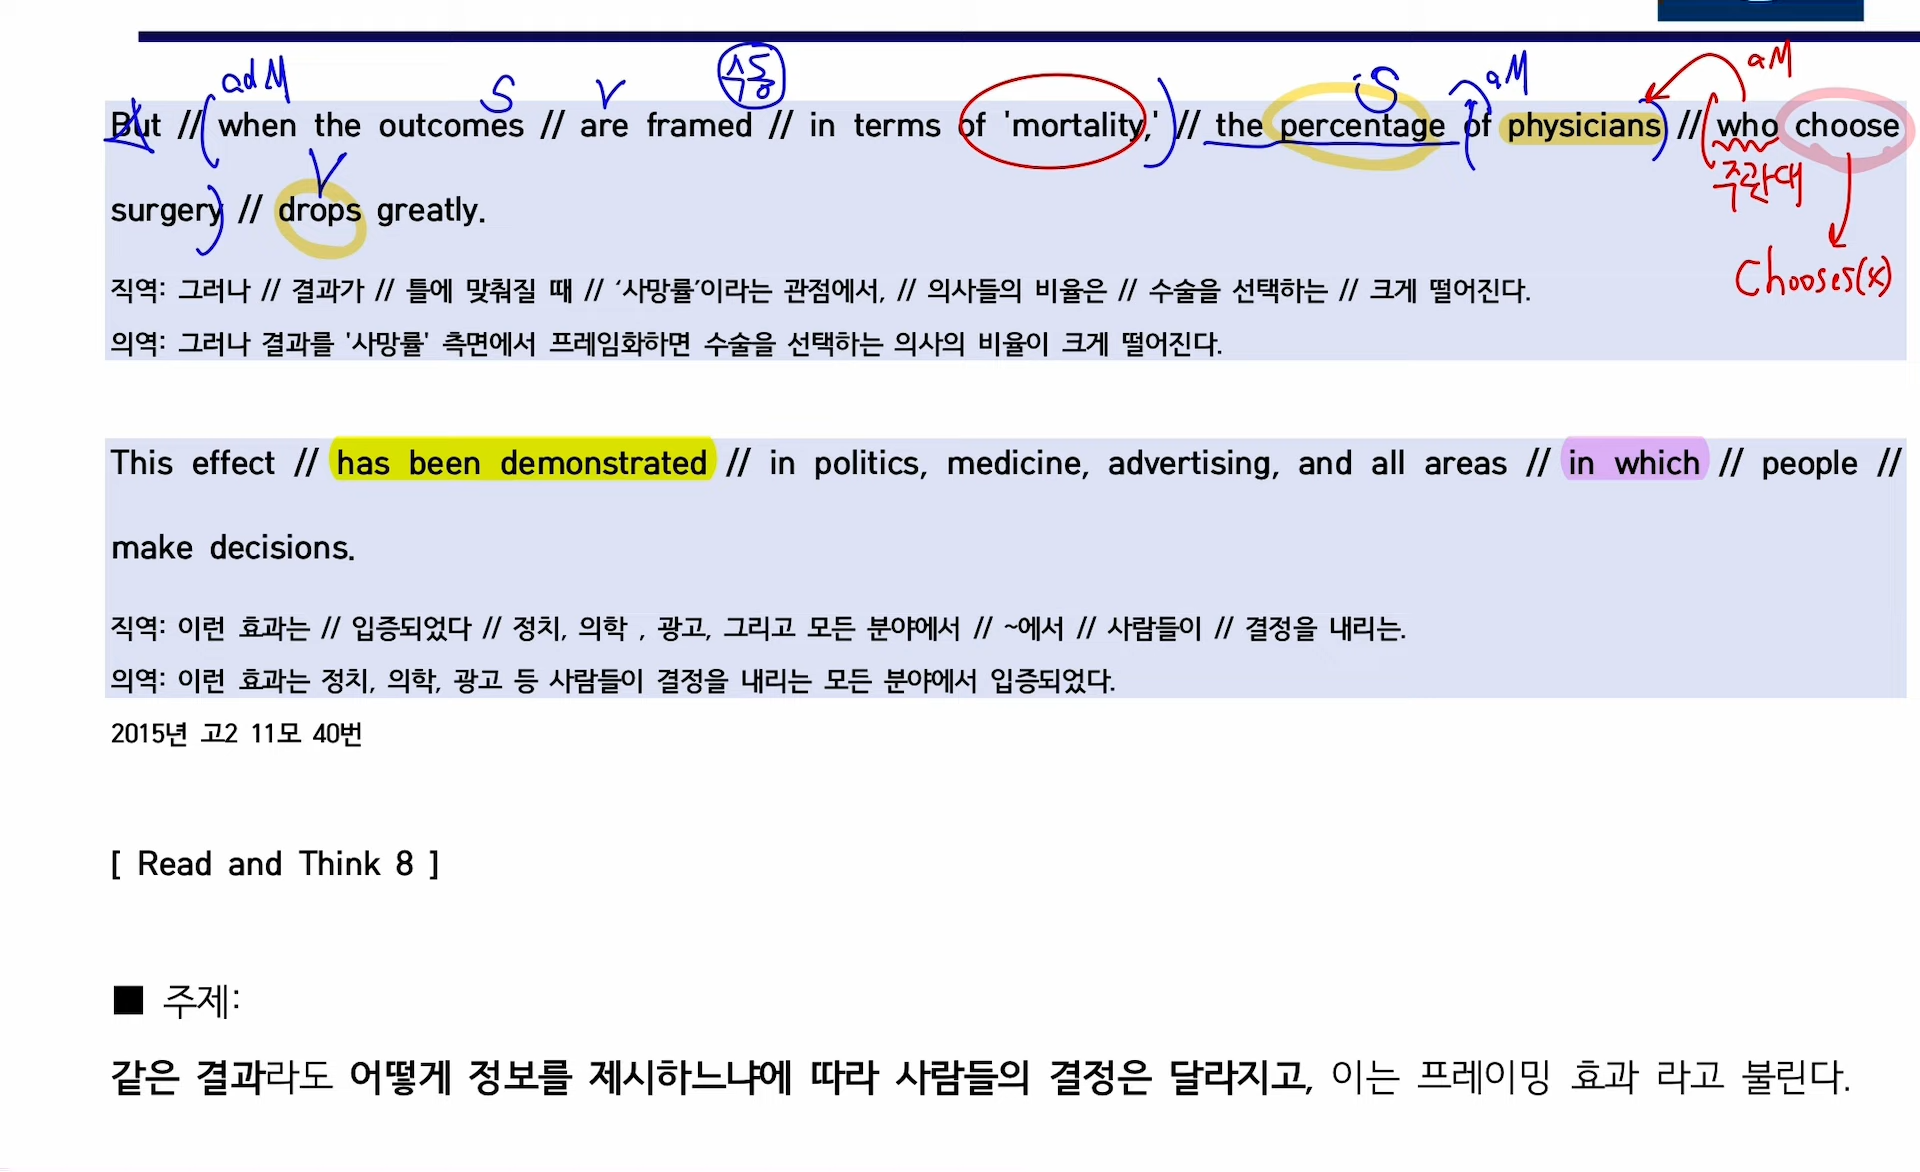 adM S V 수동 S aM aM
But // when the outcomes // are framed // in terms of 'mortality,' // the percentage of physicians // who choose
V 주관대
surgery // drops greatly.
Chooses(x)
직역: 그러나 // 결과가 // 틀에 맞춰질 때 // '사망률'이라는 관점에서, // 의사들의 비율은 // 수술을 선택하는 // 크게 떨어진다.
의역: 그러나 결과를 '사망률' 측면에서 프레임화하면 수술을 선택하는 의사의 비율이 크게 떨어진다.
This effect // has been demonstrated // in politics, medicine, advertising, and all areas // in which // people //
make decisions.
직역: 이런 효과는 // 입증되었다 // 정치, 의학 , 광고, 그리고 모든 분야에서 // ~에서 // 사람들이 // 결정을 내리는.
의역: 이런 효과는 정치, 의학, 광고 등 사람들이 결정을 내리는 모든 분야에서 입증되었다.
2015년 고2 11모 40번
[ Read and Think 8 ]
■ 주제:
같은 결과라도 어떻게 정보를 제시하느냐에 따라 사람들의 결정은 달라지고, 이는 프레이밍 효과 라고 불린다.